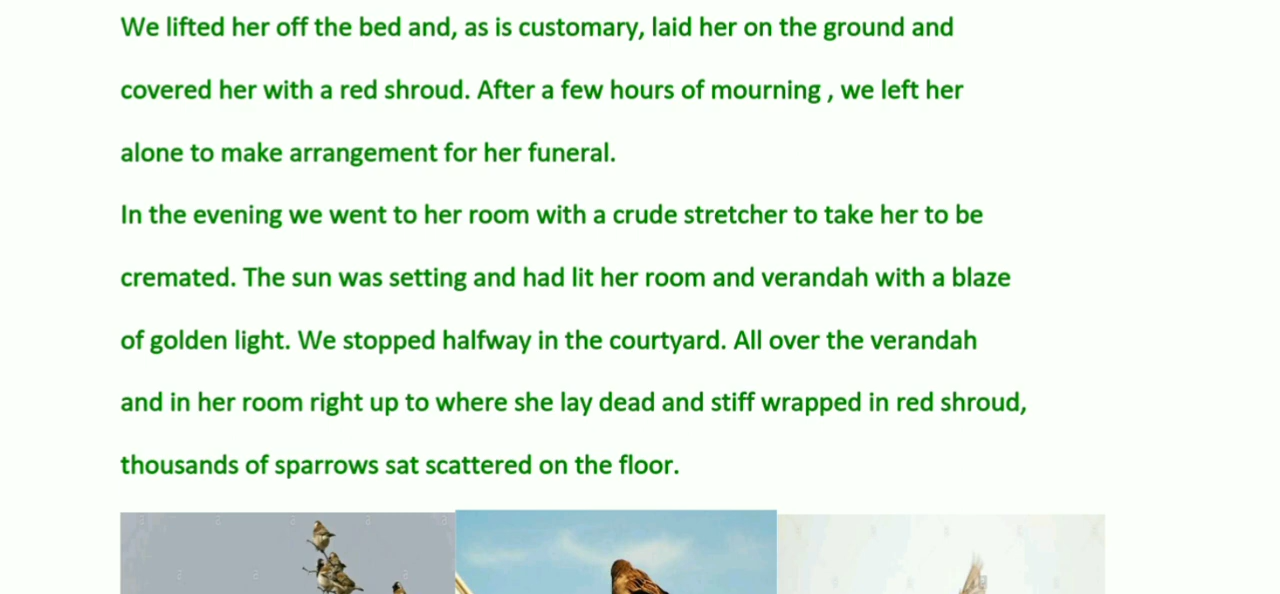 We lifted her off the bed and, as is customary, laid her on the ground and
covered her with a red shroud. After a few hours of mourning , we left her
alone to make arrangement for her funeral.
In the evening we went to her room with a crude stretcher to take her to be
cremated. The sun was setting and had lit her room and verandah with a blaze
of golden light. We stopped halfway in the courtyard. All over the verandah
and in her room right up to where she lay dead and stiff wrapped in red shroud,
thousands of sparrows sat scattered on the floor.